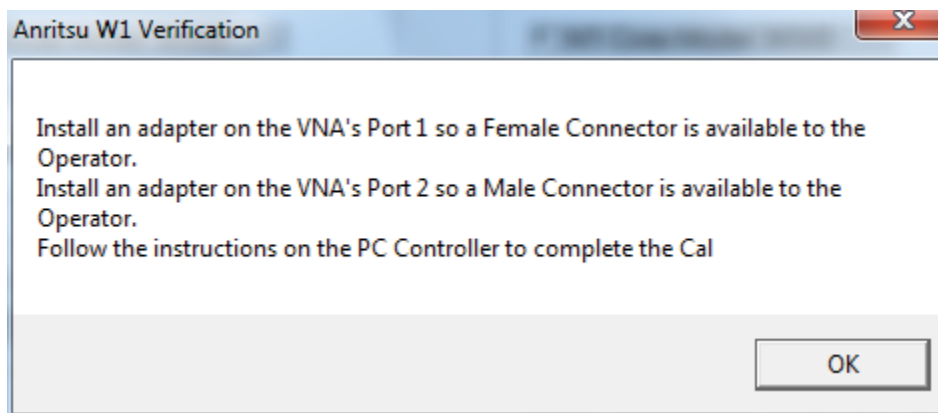 Anritsu W1 Verification
Install an adapter on the VNA's Port 1 so a Female Connector is available to the
Operator.
Install an adapter on the VNA's Port 2 so a Male Connector is available to the
Operator.
Follow the instructions on the PC Controller to complete the Cal
OK